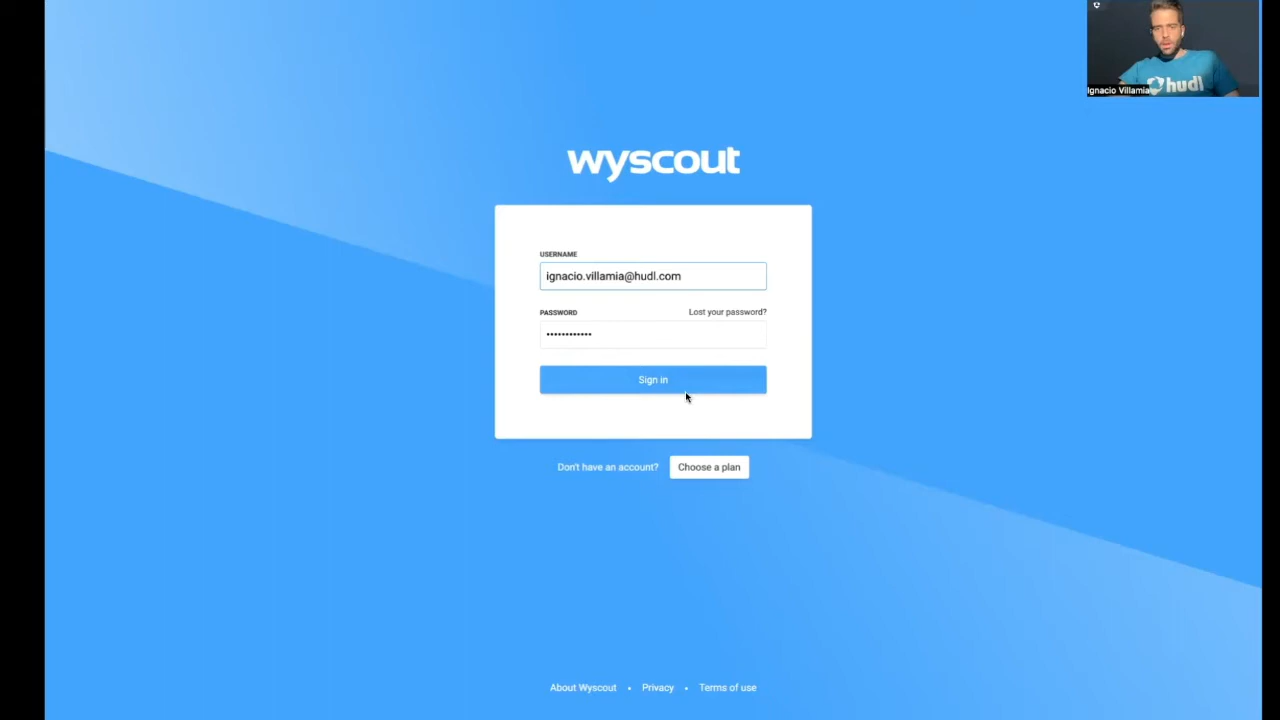 hudl
Ignacio Villamia
wyscout
USERNAME
ignacio.villamia@hudl.com
PASSWORD Lost your password?
••••••••••••
Sign in
Don't have an account? Choose a plan
About Wyscout • Privacy • Terms of use